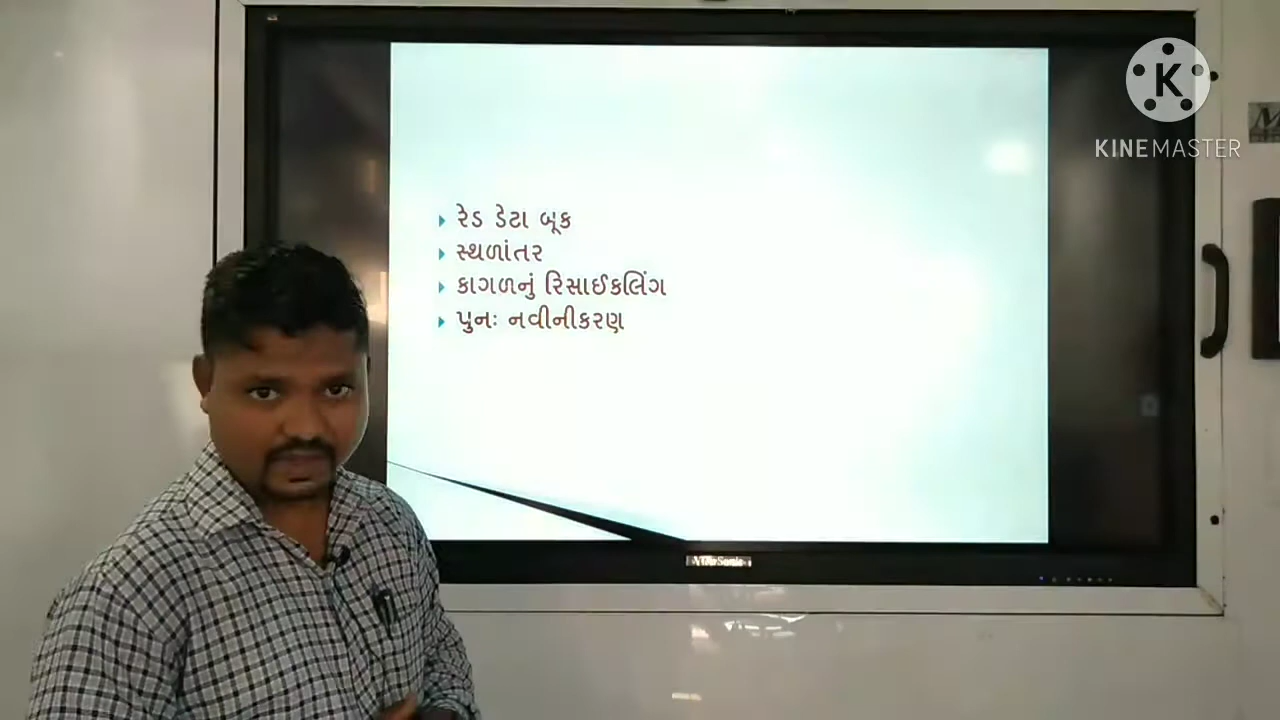 રેડ ડેટા બૂક
સ્થળાંતર
કાગળનું રિસાઈકલિંગ
પુનઃ નવીનીકરણ
K
KINEMASTER